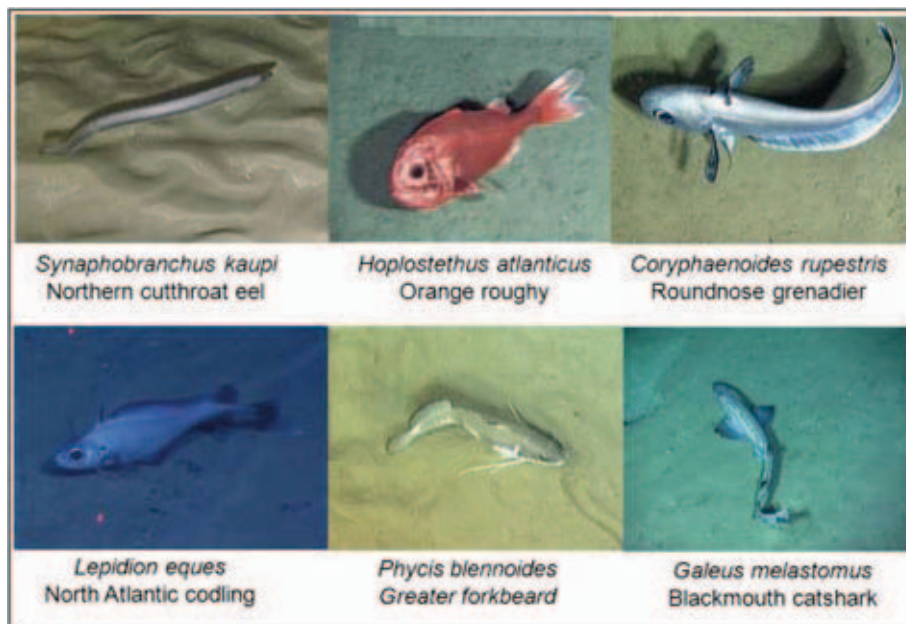 Synaphobranchus kaupi
Northern cutthroat eel
Hoplostethus atlanticus
Orange roughy
Coryphaenoides rupestris
Roundnose grenadier
Lepidion eques
North Atlantic codling
Phycis blennoides
Greater forkbeard
Galeus melastomus
Blackmouth catshark